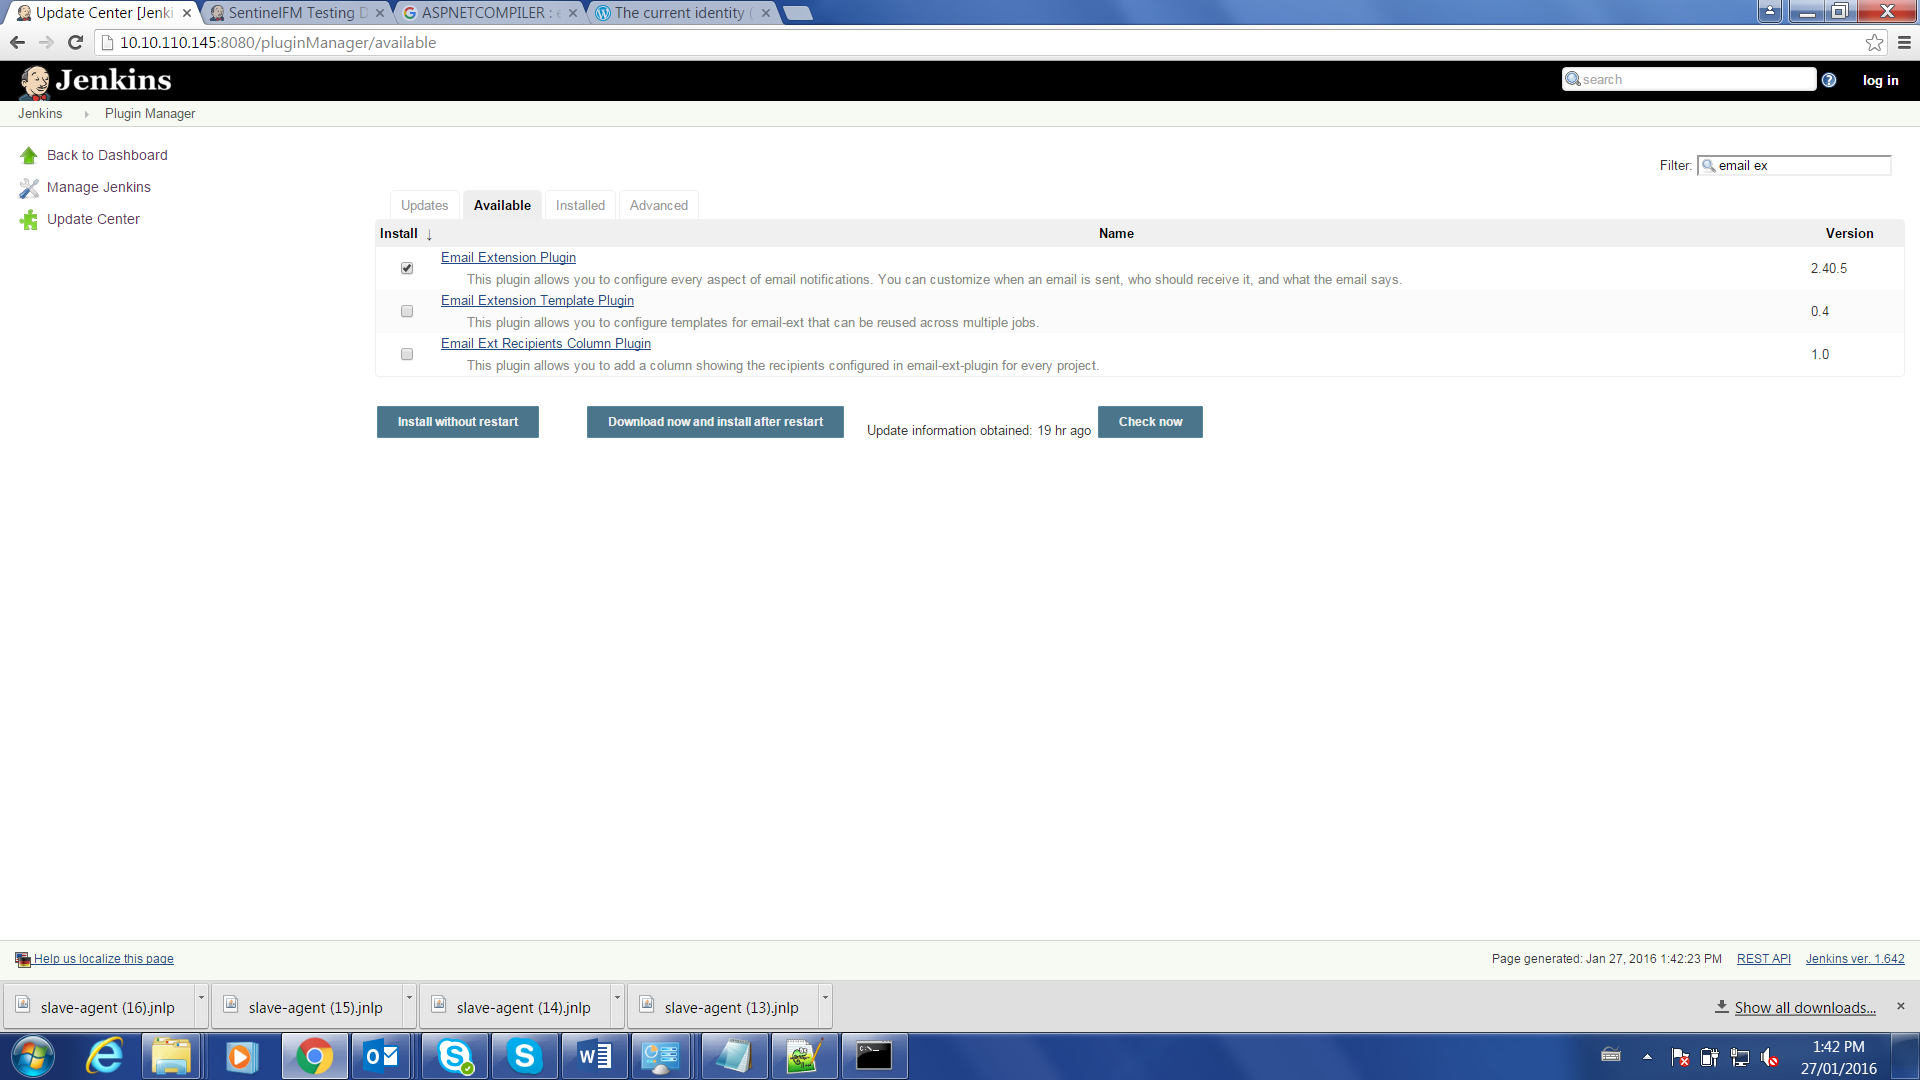 Update Center [Jenki
SentinelFM Testing D
ASPNETCOMPILER : e
The current identity (
10.10.110.145:8080/pluginManager/available
Jenkins
search
log in
Jenkins
Plugin Manager
Back to Dashboard
Manage Jenkins
Update Center
Filter: email ex
Updates
Available
Installed
Advanced
Install ↓
Name
Version
Email Extension Plugin
This plugin allows you to configure every aspect of email notifications. You can customize when an email is sent, who should receive it, and what the email says.
2.40.5
Email Extension Template Plugin
This plugin allows you to configure templates for email-ext that can be reused across multiple jobs.
0.4
Email Ext Recipients Column Plugin
This plugin allows you to add a column showing the recipients configured in email-ext-plugin for every project.
1.0
Install without restart
Download now and install after restart
Update information obtained: 19 hr ago
Check now
Help us localize this page
Page generated: Jan 27, 2016 1:42:23 PM
REST API
Jenkins ver. 1.642
slave-agent (16).jnlp
slave-agent (15).jnlp
slave-agent (14).jnlp
slave-agent (13).jnlp
Show all downloads...
1:42 PM
27/01/2016